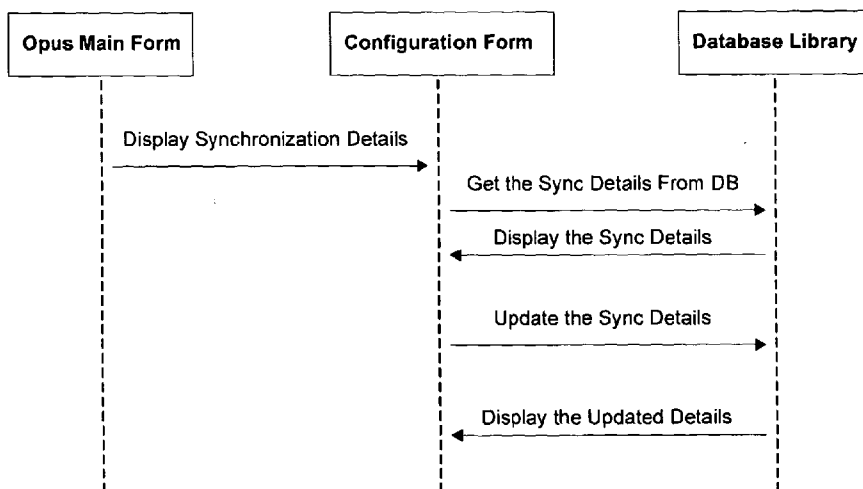 Opus Main Form
Configuration Form
Database Library
Display Synchronization Details
Get the Sync Details From DB
Display the Sync Details
Update the Sync Details
Display the Updated Details